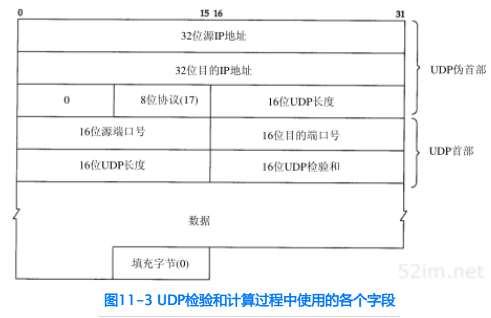 0 15 16 31
32位源IP地址
32位目的IP地址
UDP伪首部
0 8位协议(17) 16位UDP长度
16位源端口号 16位目的端口号
UDP首部
16位UDP长度 16位UDP检验和
数据
填充字节(0)
52im.net
图11-3 UDP检验和计算过程中使用的各个字段